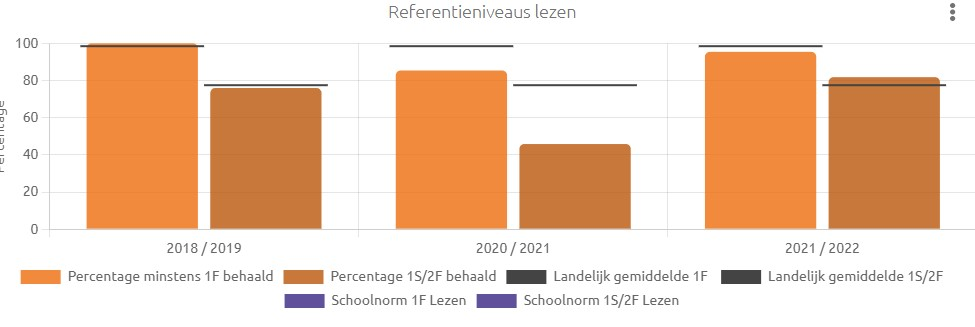 Referentieniveaus lezen
Percentage
100
80
60
40
20
0
2018 / 2019 2020 / 2021 2021 / 2022
Percentage minstens 1F behaald Percentage 1S/2F behaald Landelijk gemiddelde 1F Landelijk gemiddelde 1S/2F
Schoolnorm 1F Lezen Schoolnorm 1S/2F Lezen